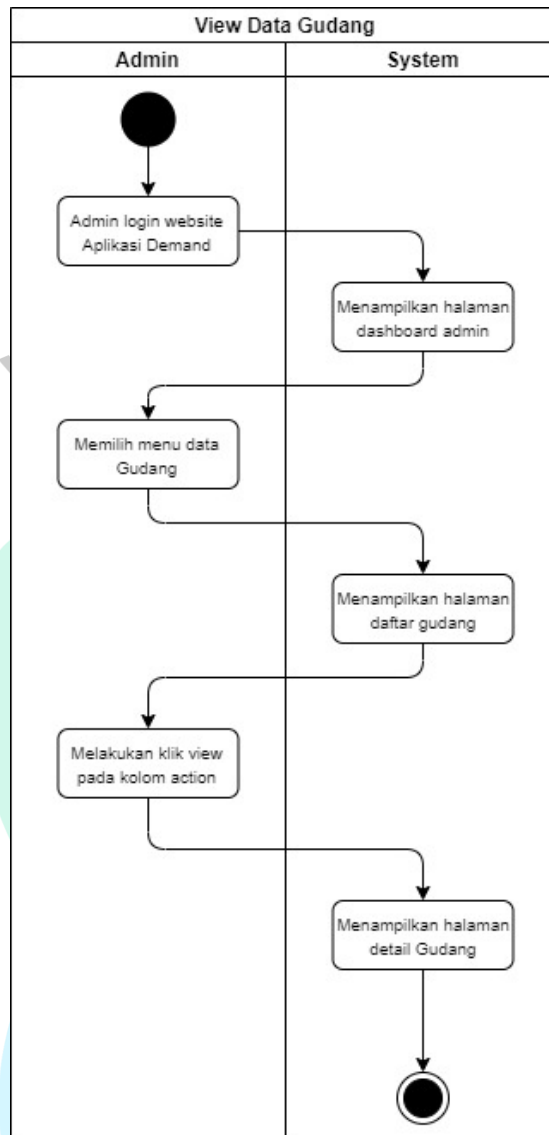 View Data Gudang
Admin
System
Admin login website
Aplikasi Demand
Menampilkan halaman
dashboard admin
Memilih menu data
Gudang
Menampilkan halaman
daftar gudang
Melakukan klik view
pada kolom action
Menampilkan halaman
detail Gudang